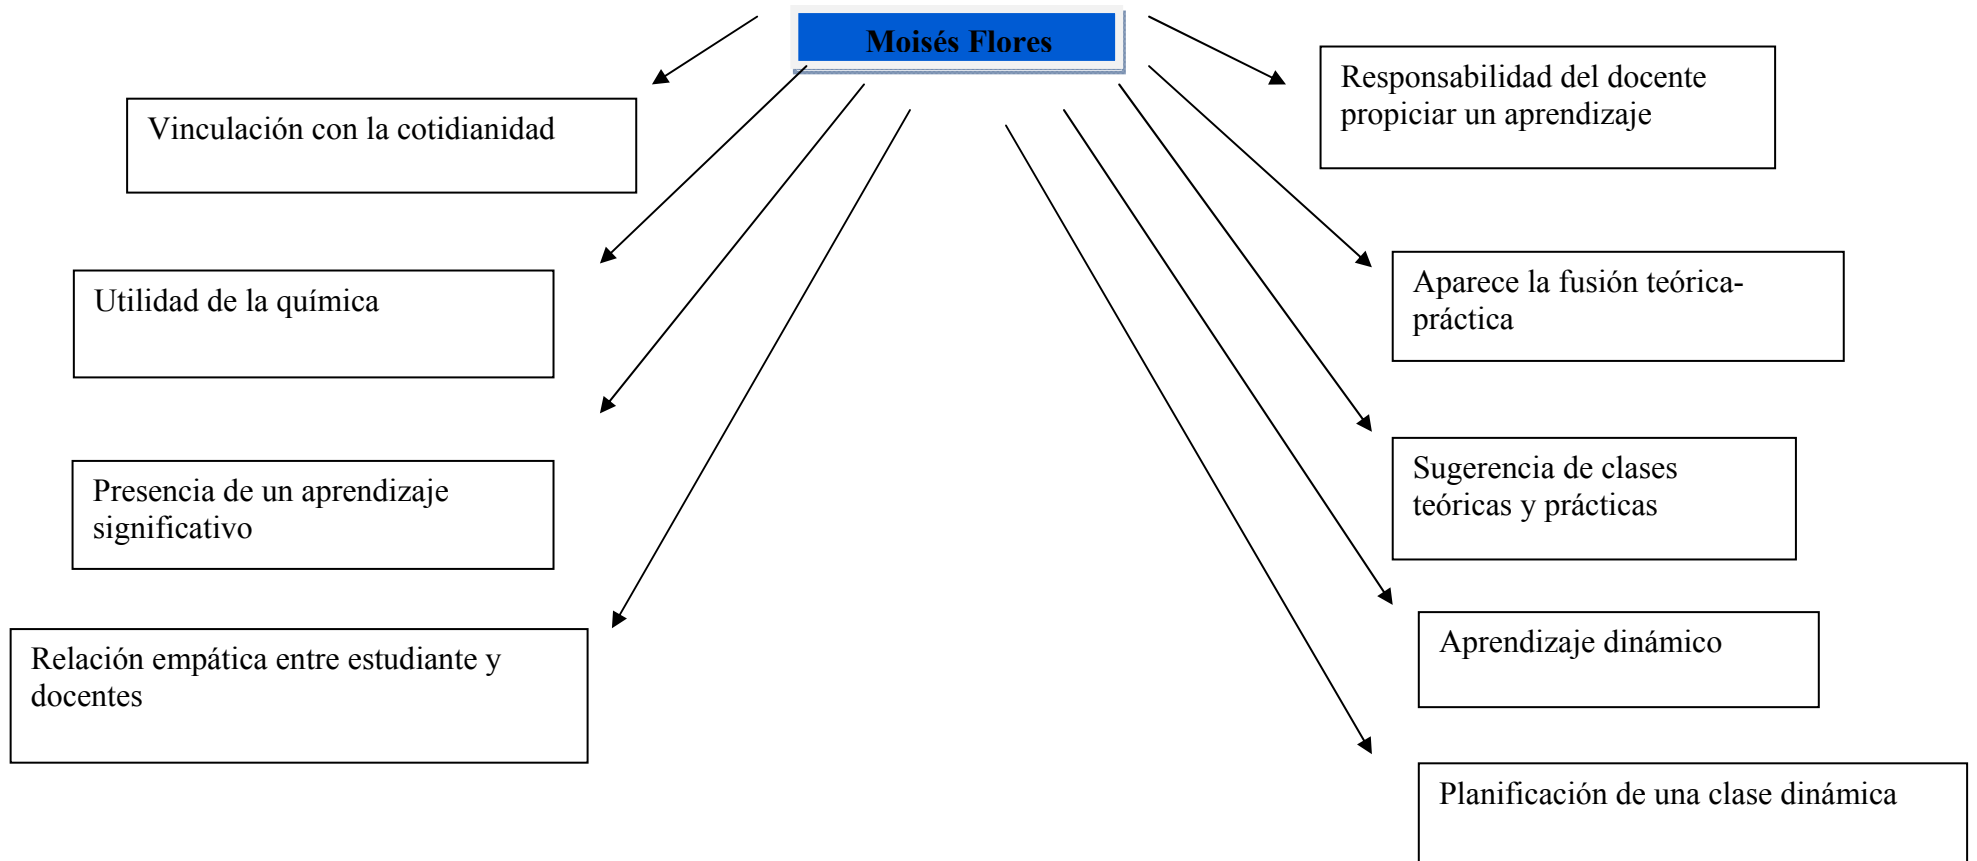 Moisés Flores
Vinculación con la cotidianidad
Utilidad de la química
Presencia de un aprendizaje
significativo
Relación empática entre estudiante y
docentes
Responsabilidad del docente
propiciar un aprendizaje
Aparece la fusión teórica-
práctica
Sugerencia de clases
teóricas y prácticas
Aprendizaje dinámico
Planificación de una clase dinámica